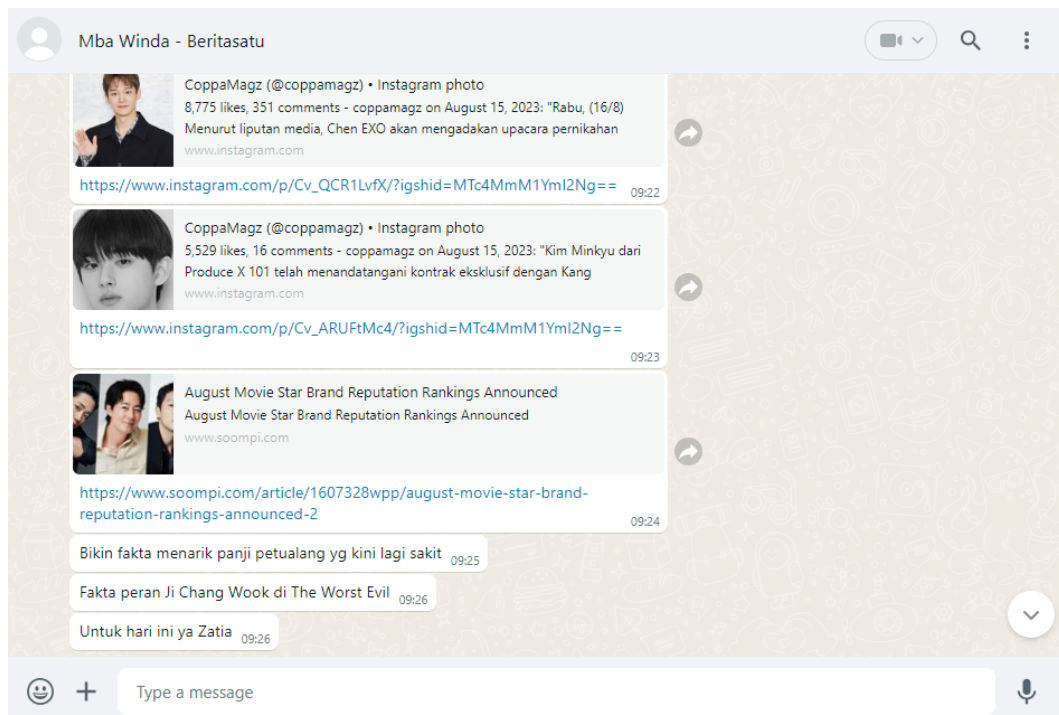 Mba Winda - Beritasatu
CoppaMagz (@coppamagz) • Instagram photo
8,775 likes, 351 comments - coppamagz on August 15, 2023: "Rabu, (16/8)
Menurut liputan media, Chen EXO akan mengadakan upacara pernikahan
www.instagram.com
https://www.instagram.com/p/Cv_QCR1LvfX/?igshid=MTc4MmM1YmI2Ng==
09:22
CoppaMagz (@coppamagz) • Instagram photo
5,529 likes, 16 comments - coppamagz on August 15, 2023: "Kim Minkyu dari
Produce X 101 telah menandatangani kontrak eksklusif dengan Kang
www.instagram.com
https://www.instagram.com/p/Cv_ARUFtMc4/?igshid=MTc4MmM1YmI2Ng==
09:23
August Movie Star Brand Reputation Rankings Announced
August Movie Star Brand Reputation Rankings Announced
www.soompi.com
https://www.soompi.com/article/1607328wpp/august-movie-star-brand-
reputation-rankings-announced-2
09:24
Bikin fakta menarik panji petualang yg kini lagi sakit 09:25
Fakta peran Ji Chang Wook di The Worst Evil 09:26
Untuk hari ini ya Zatia 09:26
Type a message